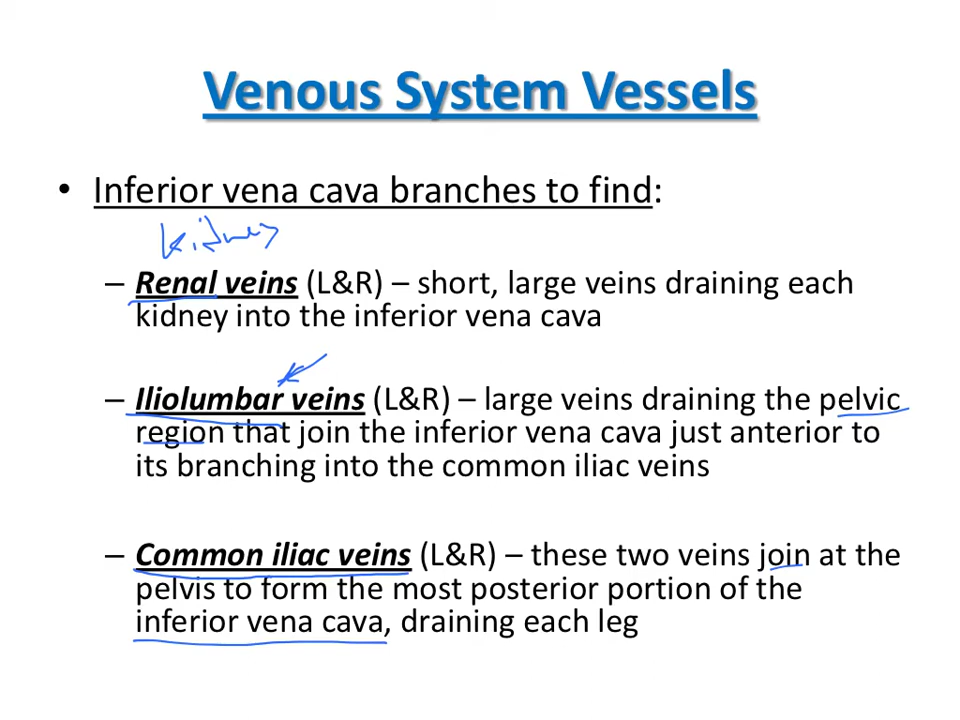 Venous System Vessels
• Inferior vena cava branches to find:
kidney
– Renal veins (L&R) – short, large veins draining each
kidney into the inferior vena cava
– Iliolumbar veins (L&R) – large veins draining the pelvic
region that join the inferior vena cava just anterior to
its branching into the common iliac veins
– Common iliac veins (L&R) – these two veins join at the
pelvis to form the most posterior portion of the
inferior vena cava, draining each leg